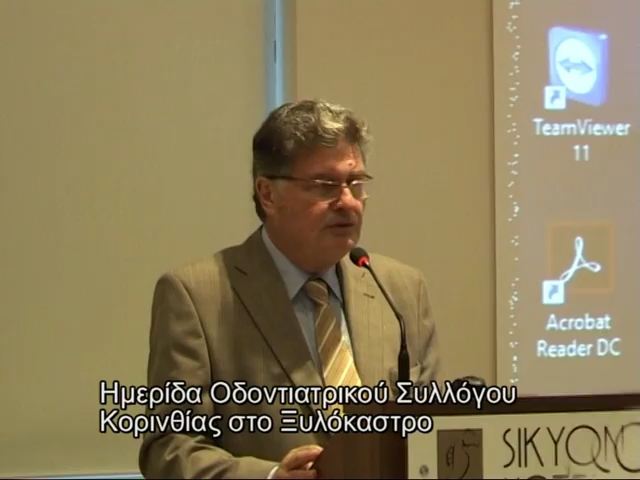 TeamViewer
11
Acrobat
Reader DC
Ημερίδα Οδοντιατρικού Συλλόγου
Κορινθίας στο Ξυλόκαστρο
SIKYON